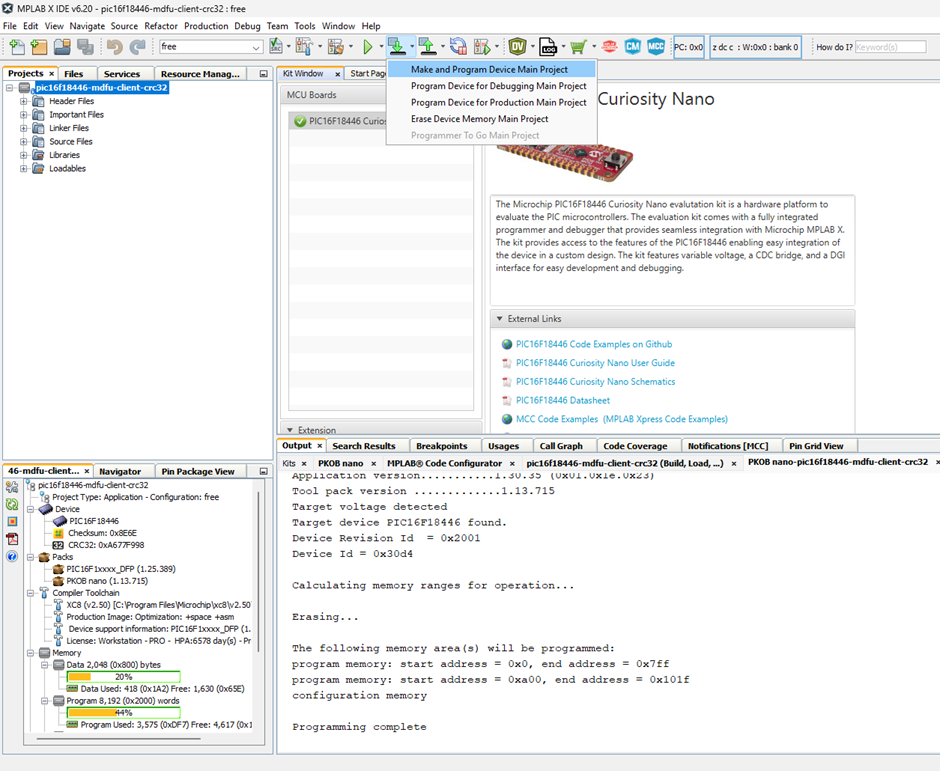 MPLAB X IDE v6.20 - pic16f18446-mdfu-client-crc32 : free
File Edit View Navigate Source Refactor Production Debug Team Tools Window Help
free
DV
LOG
CM
MCC
PC: 0x0
z dc c : W:0x0 : bank 0
How do I? Keyword(s)
Make and Program Device Main Project
Program Device for Debugging Main Project
Program Device for Production Main Project
Erase Device Memory Main Project
Programmer To Go Main Project
Projects × Files Services Resource Manag...
pic16f18446-mdfu-client-crc32
Header Files
Important Files
Linker Files
Source Files
Libraries
Loadables
Kit Window × Start Pag
MCU Boards
PIC16F18446 Curios
Extension
Curiosity Nano
The Microchip PIC16F18446 Curiosity Nano evalutation kit is a hardware platform to
evaluate the PIC microcontrollers. The evaluation kit comes with a fully integrated
programmer and debugger that provides seamless integration with Microchip MPLAB X.
The kit provides access to the features of the PIC16F18446 enabling easy integration of
the device in a custom design. The kit features variable voltage, a CDC bridge, and a DGI
interface for easy development and debugging.
External Links
PIC16F18446 Code Examples on Github
PIC16F18446 Curiosity Nano User Guide
PIC16F18446 Curiosity Nano Schematics
PIC16F18446 Datasheet
MCC Code Examples (MPLAB Xpress Code Examples)
46-mdfu-client... × Navigator Pin Package View
pic16f18446-mdfu-client-crc32
Project Type: Application - Configuration: free
Device
PIC16F18446
Checksum: 0x8E6E
32 CRC32: 0xA677F998
Packs
PIC16F1xxxx_DFP (1.25.389)
PKOB nano (1.13.715)
Compiler Toolchain
XC8 (v2.50) [C:\Program Files\Microchip\xc8\v2.50
Production Image: Optimization: +space +asm
Device support information: PIC16F1xxxx_DFP (1.
License: Workstation - PRO - HPA:6578 day(s) - Pr
Memory
Data 2,048 (0x800) bytes
20%
Data Used: 418 (0x1A2) Free: 1,630 (0x65E)
Program 8,192 (0x2000) words
44%
Program Used: 3,575 (0xDF7) Free: 4,617 (0x1
Output × Search Results Breakpoints Usages Call Graph Code Coverage Notifications [MCC] Pin Grid View
Kits × PKOB nano × MPLAB® Code Configurator × pic16f18446-mdfu-client-crc32 (Build, Load, ...) × PKOB nano-pic16f18446-mdfu-client-crc32 ×
Application version...........1.30.35 (0x01.0x1e.0x23)
Tool pack version .............1.13.715
Target voltage detected
Target device PIC16F18446 found.
Device Revision Id = 0x2001
Device Id = 0x30d4
Calculating memory ranges for operation...
Erasing...
The following memory area(s) will be programmed:
program memory: start address = 0x0, end address = 0x7ff
program memory: start address = 0xa00, end address = 0x101f
configuration memory
Programming complete